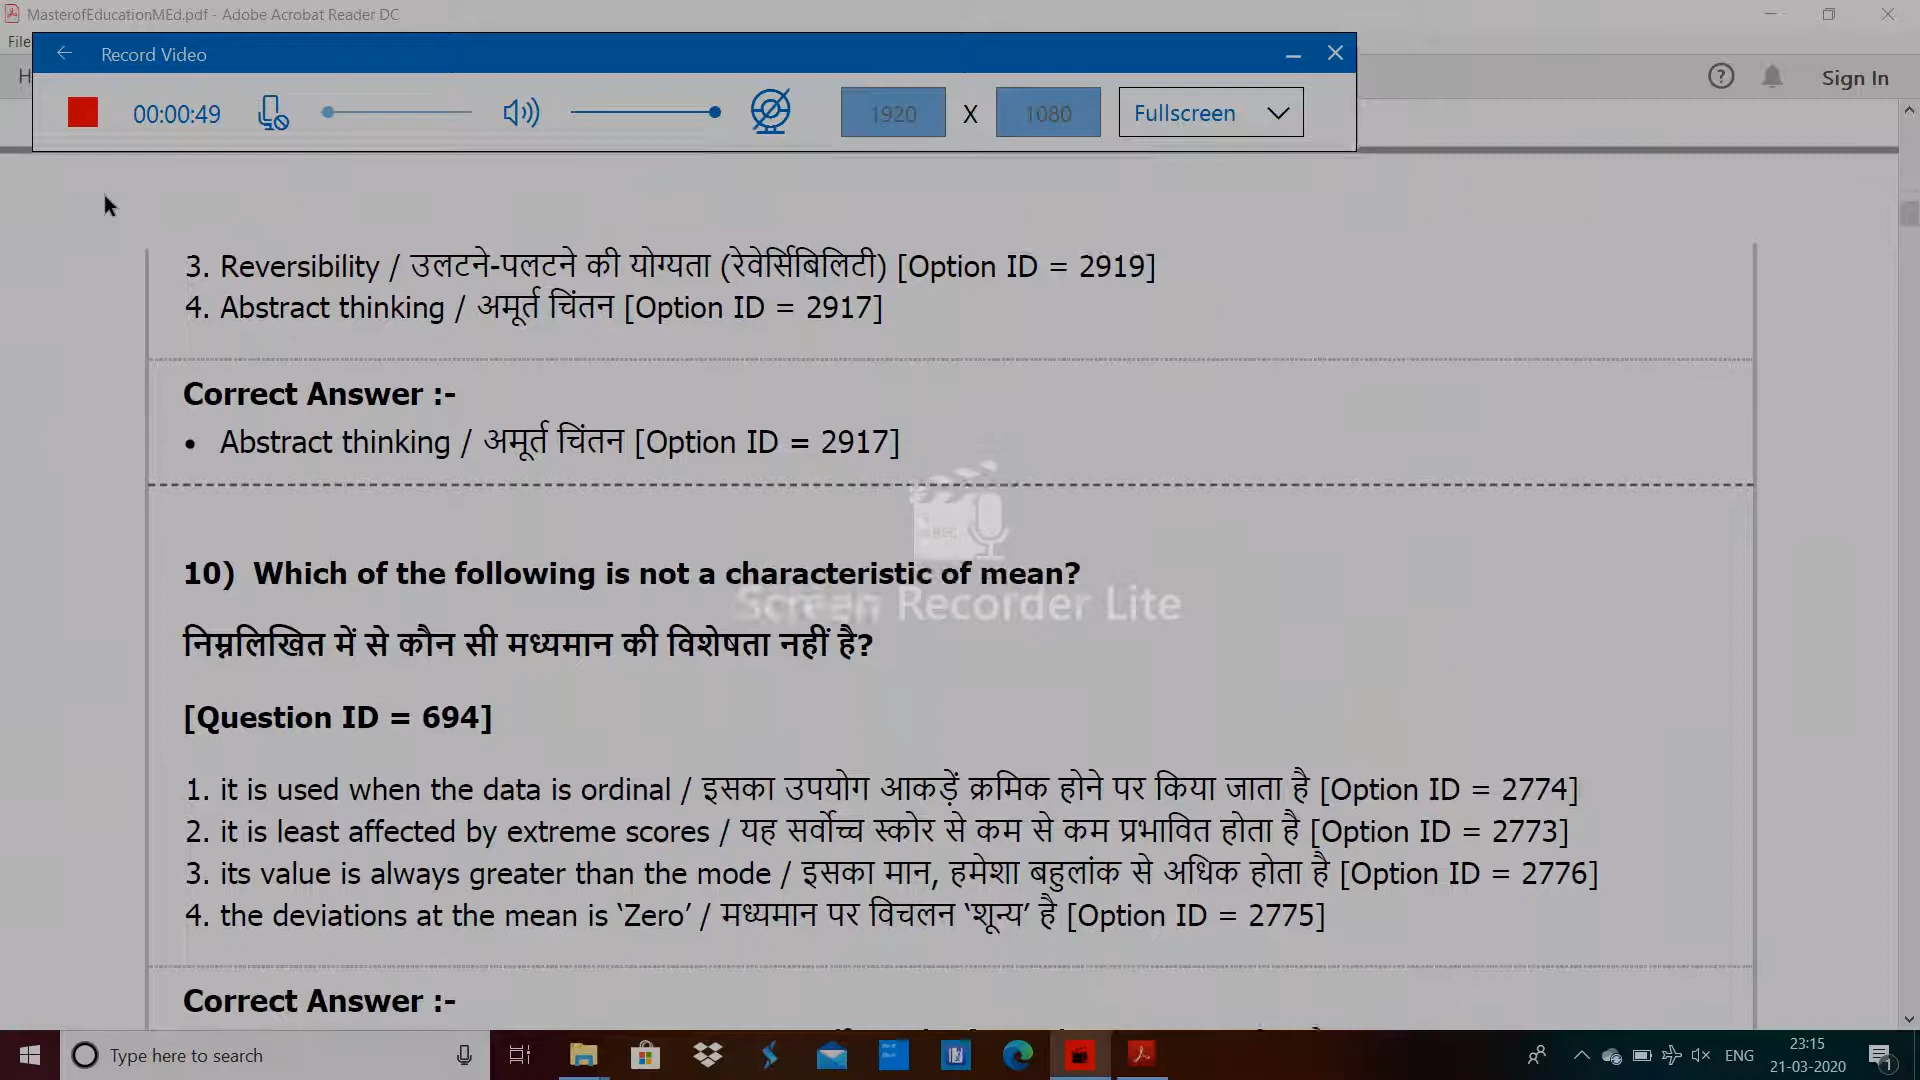 MasterofEducationMEd.pdf - Adobe Acrobat Reader DC
File
Record Video
Sign In
00:00:49
1920 X 1080
Fullscreen
3. Reversibility / उलटने-पलटने की योग्यता (रेवेर्सिबिलिटी) [Option ID = 2919]
4. Abstract thinking / अमूर्त चिंतन [Option ID = 2917]
Correct Answer :-
• Abstract thinking / अमूर्त चिंतन [Option ID = 2917]
10) Which of the following is not a characteristic of mean?
Screen Recorder Lite
निम्नलिखित में से कौन सी मध्यमान की विशेषता नहीं है?
[Question ID = 694]
1. it is used when the data is ordinal / इसका उपयोग आकड़ें क्रमिक होने पर किया जाता है [Option ID = 2774]
2. it is least affected by extreme scores / यह सर्वोच्च स्कोर से कम से कम प्रभावित होता है [Option ID = 2773]
3. its value is always greater than the mode / इसका मान, हमेशा बहुलांक से अधिक होता है [Option ID = 2776]
4. the deviations at the mean is ‘Zero’ / मध्यमान पर विचलन ‘शून्य’ है [Option ID = 2775]
Correct Answer :-
Type here to search
ENG
23:15
21-03-2020
1